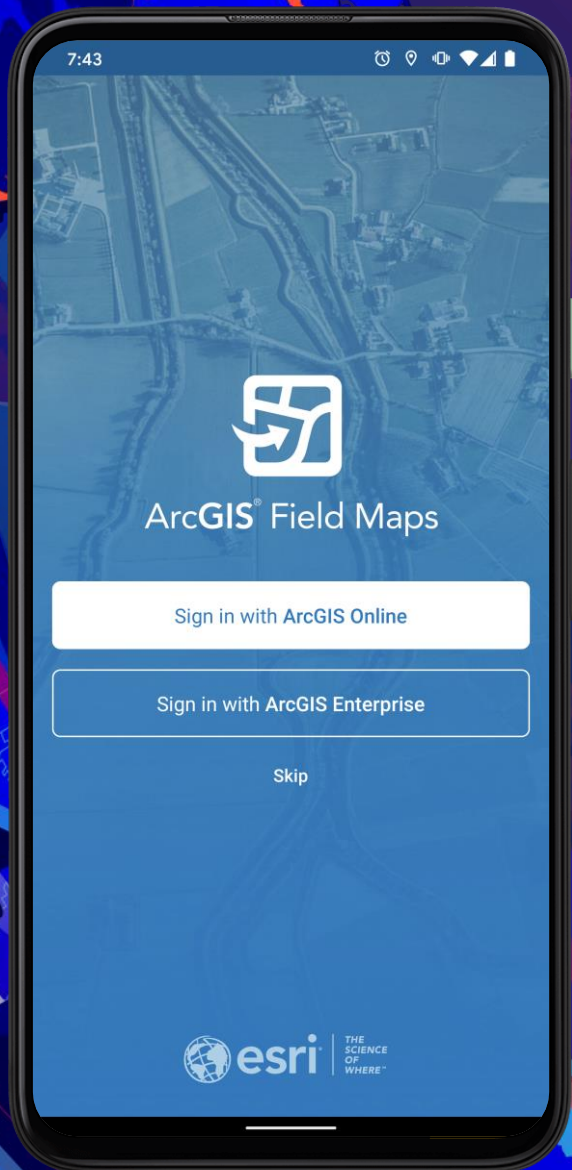 7:43
ArcGIS® Field Maps
Sign in with ArcGIS Online
Sign in with ArcGIS Enterprise
Skip
esri
THE
SCIENCE
OF
WHERE™